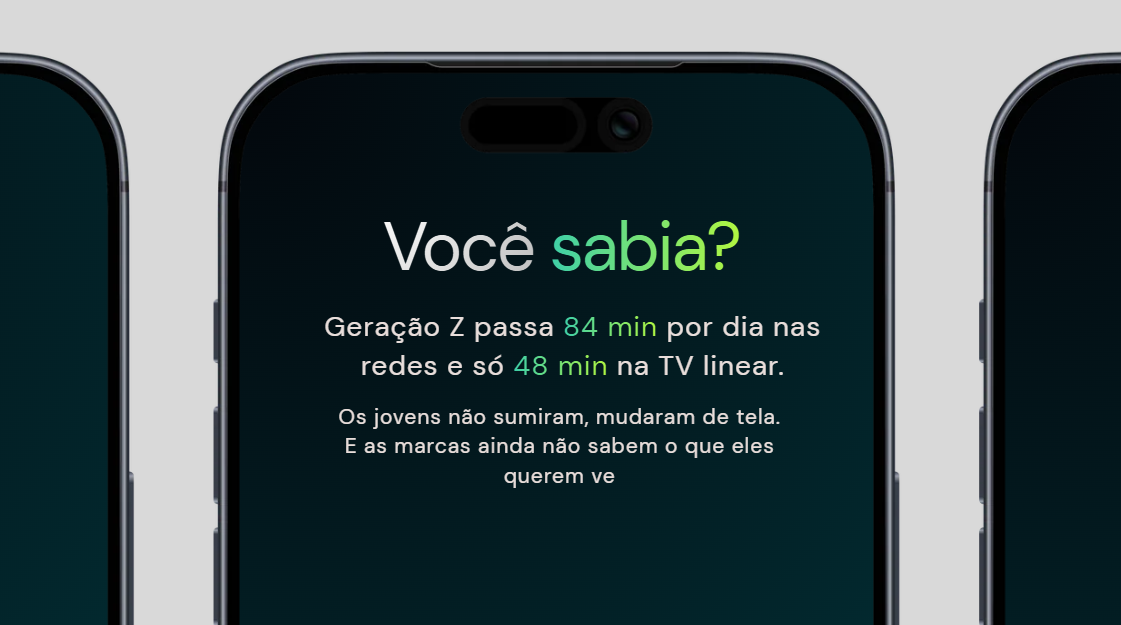 Você sabia?
Geração Z passa 84 min por dia nas
redes e só 48 min na TV linear.
Os jovens não sumiram, mudaram de tela.
E as marcas ainda não sabem o que eles
querem ve